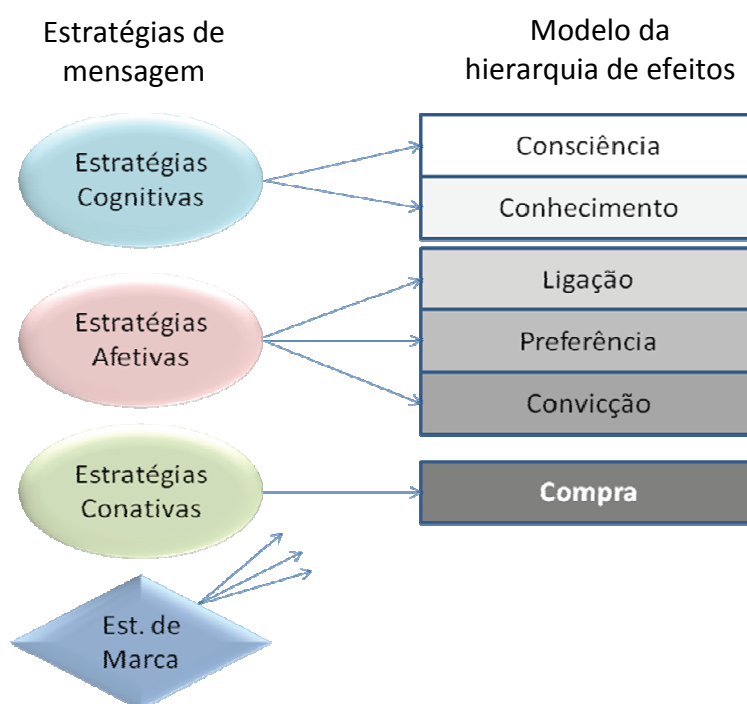 Estratégias de
mensagem
Modelo da
hierarquia de efeitos
Estratégias
Cognitivas
Consciência
Conhecimento
Estratégias
Afetivas
Ligação
Preferência
Convicção
Estratégias
Conativas
Compra
Est. de
Marca